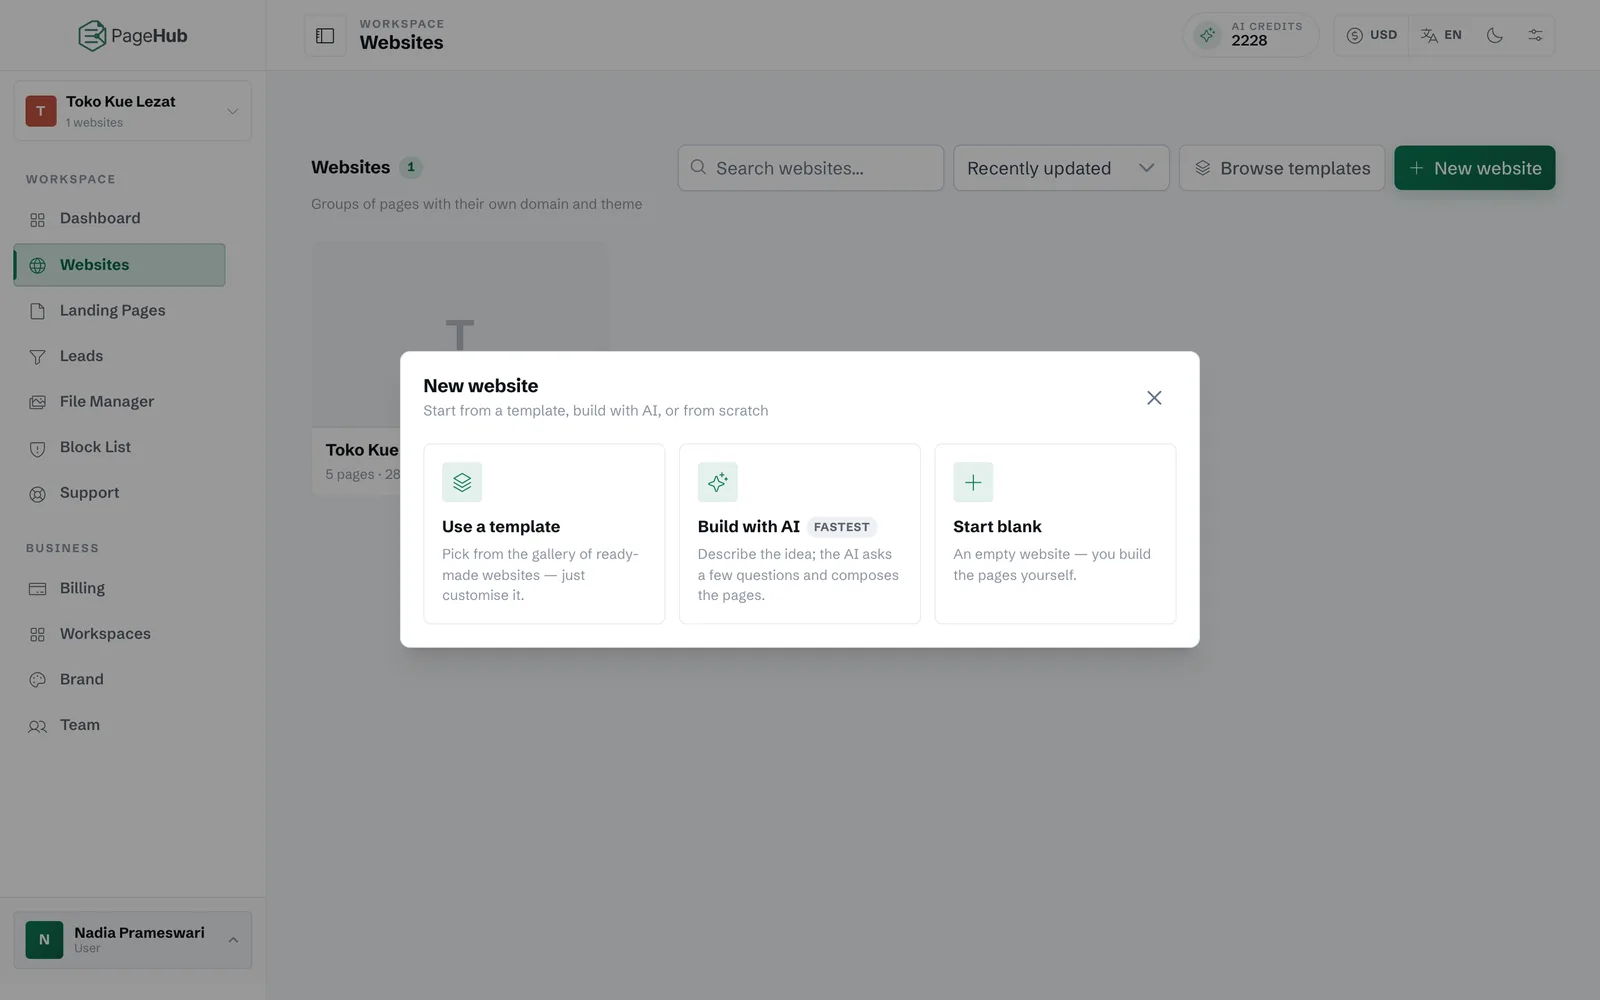 PageHub
WORKSPACE
Websites
AI CREDITS
2228
USD
EN
T
Toko Kue Lezat
1 websites
WORKSPACE
Dashboard
Websites
Landing Pages
Leads
File Manager
Block List
Support
BUSINESS
Billing
Workspaces
Brand
Team
N
Nadia Prameswari
User
Websites 1
Groups of pages with their own domain and theme
Search websites...
Recently updated
Browse templates
New website
T
Toko Kue
5 pages · 28
New website
Start from a template, build with AI, or from scratch
Use a template
Pick from the gallery of ready-
made websites — just
customise it.
Build with AI FASTEST
Describe the idea; the AI asks
a few questions and composes
the pages.
Start blank
An empty website — you build
the pages yourself.